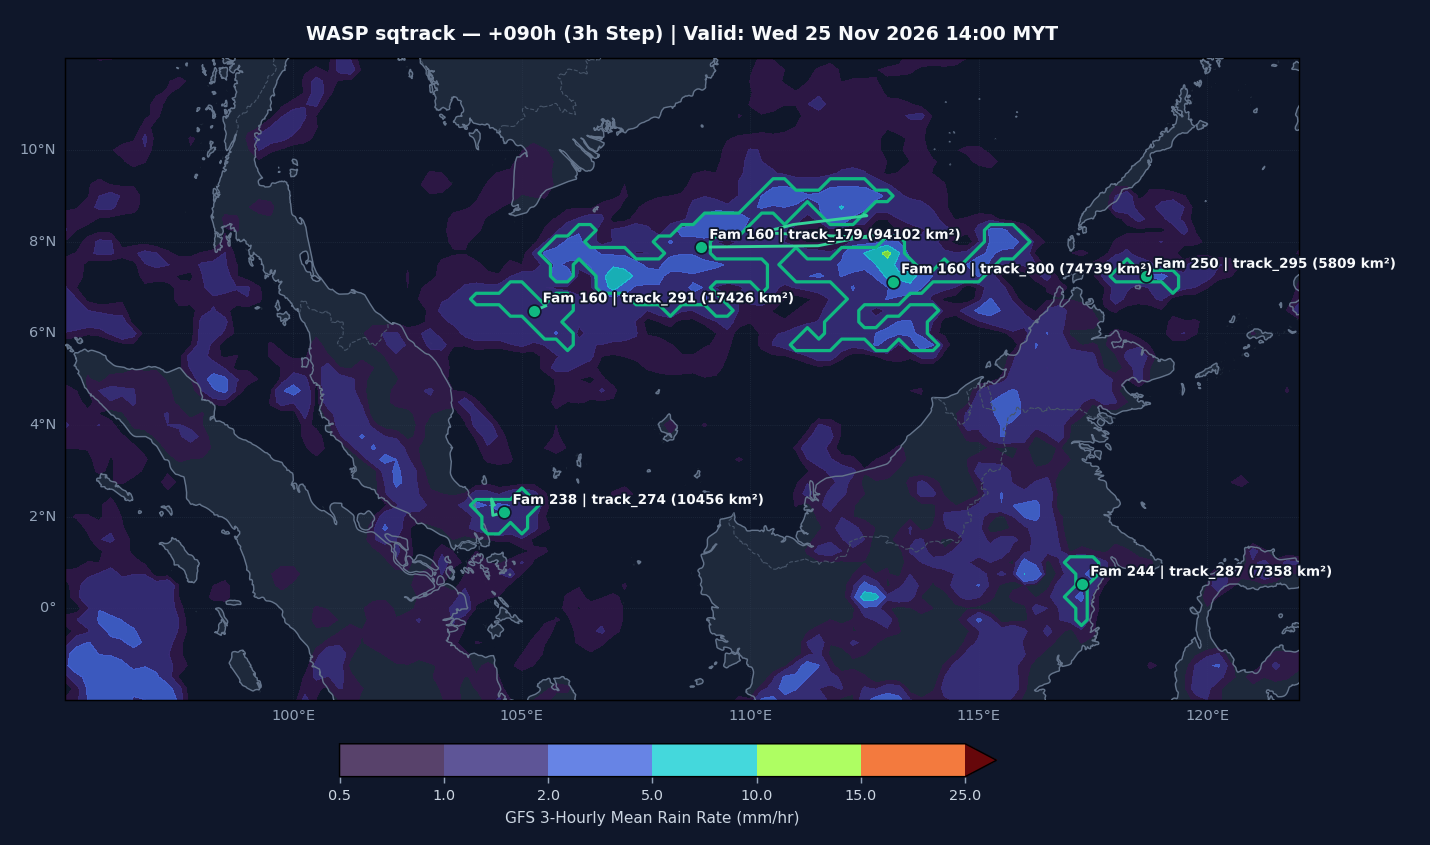 WASP sqtrack — +090h (3h Step) | Valid: Wed 25 Nov 2026 14:00 MYT
10°N
8°N
6°N
4°N
2°N
0°
Fam 160 | track_179 (94102 km²)
Fam 250 | track_295 (5809 km²)
Fam 160 | track_300 (74739 km²)
Fam 160 | track_291 (17426 km²)
Fam 238 | track_274 (10456 km²)
Fam 244 | track_287 (7358 km²)
100°E 105°E 110°E 115°E 120°E
0.5 1.0 2.0 5.0 10.0 15.0 25.0
GFS 3-Hourly Mean Rain Rate (mm/hr)